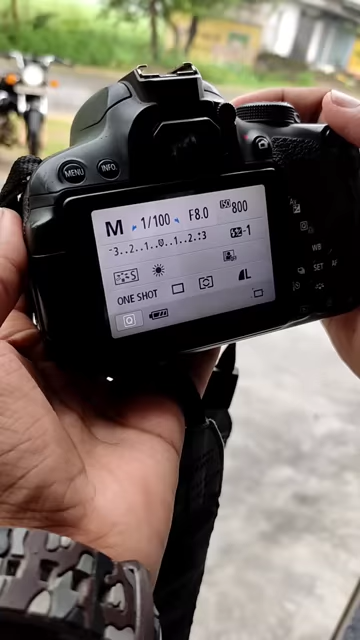 MENU INFO.
M 1/100 F8.0 ISO 800
-3..2..1..0..1..2..:3 -1
S
ONE SHOT
Q
WB
SET AF